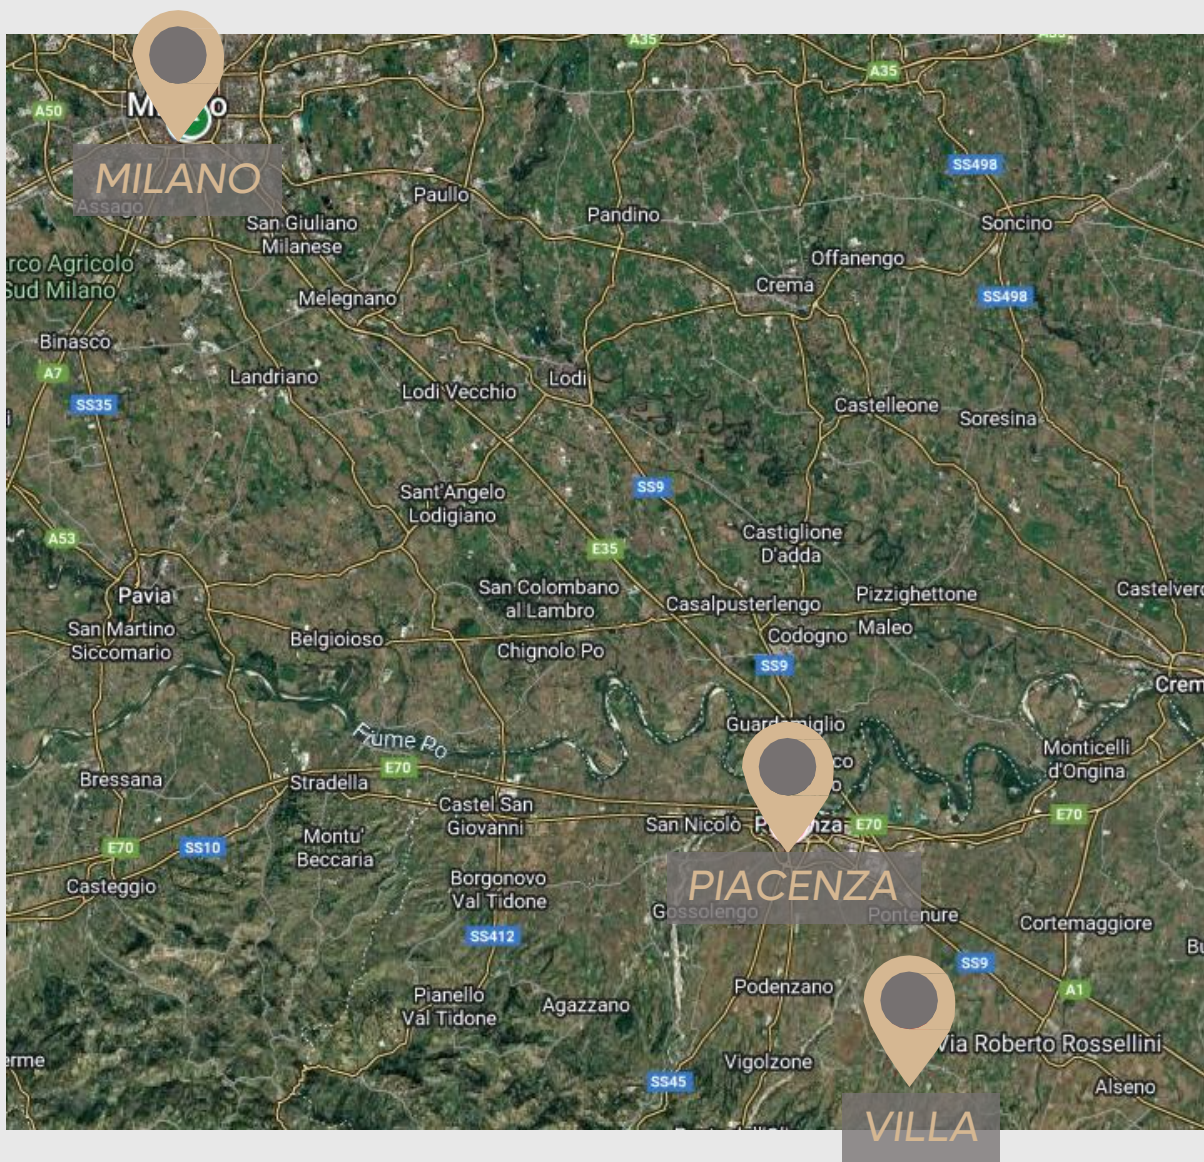 A35
A35
A50
MILANO
SS498
Assago
Paullo
Pandino
Soncino
San Giuliano
Milanese
Offanengo
Crema
SS498
Sud Milano
Melegnano
Binasco
A7
Landriano
Lodi Vecchio
Lodi
SS35
Castelleone
Soresina
SS9
Sant'Angelo
Lodigiano
A53
E35
Castiglione
D'adda
Pavia
San Colombano
al Lambro
Casalpusterlengo
Pizzighettone
San Martino
Siccomario
Belgioioso
Chignolo Po
Codogno
Maleo
SS9
Fiume Po
Monticelli
d'Ongina
Bressana
Stradella
E70
Castel San
Giovanni
San Nicolò
E70
E70
E70
SS10
Montu'
Beccaria
Casteggio
Borgonovo
Val Tidone
PIACENZA
Gossolengo
Pontenure
Cortemaggiore
SS412
SS9
Pianello
Val Tidone
Agazzano
Podenzano
A1
Via Roberto Rossellini
Vigolzone
SS45
Alseno
VILLA